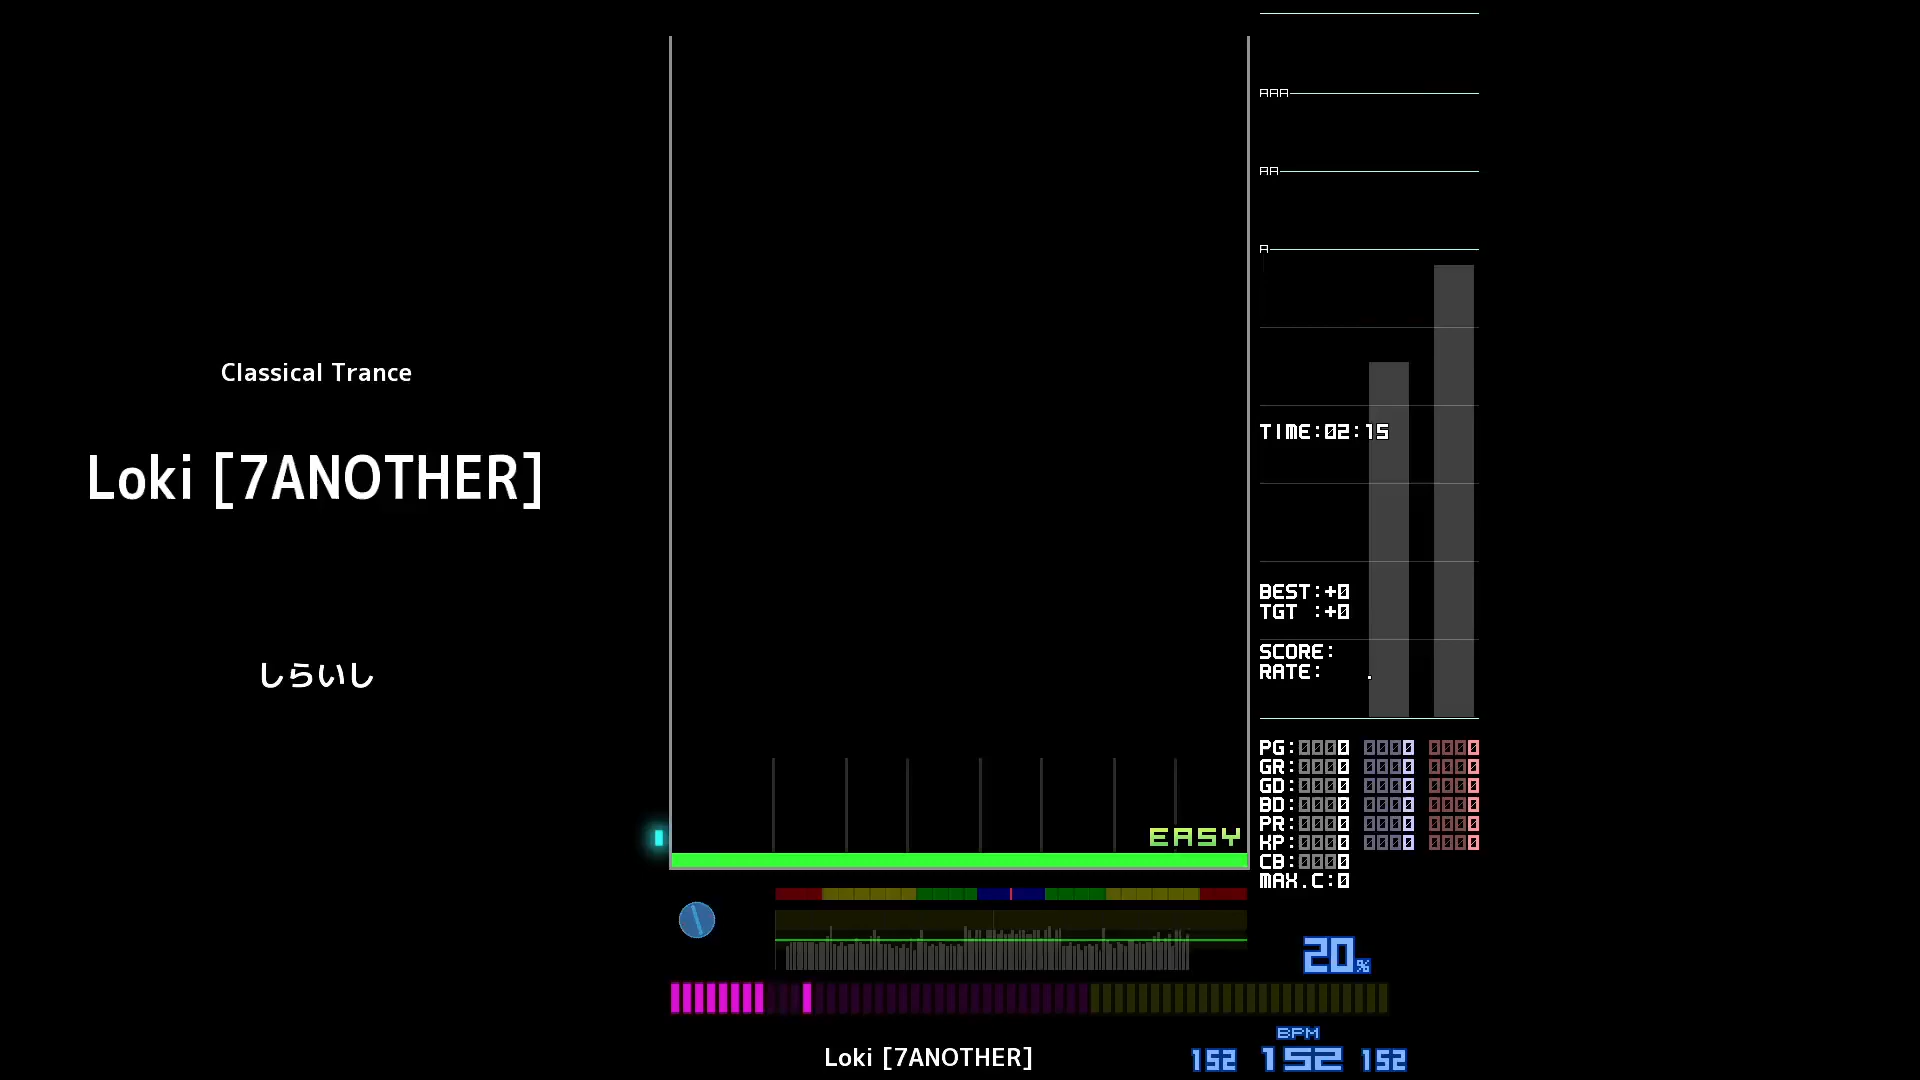 Classical Trance
Loki [7ANOTHER]
しらいし
AAA
AA
A
TIME:02:15
BEST:+0
TGT :+0
SCORE:
RATE: .
PG:0000 0000 0000
GR:0000 0000 0000
GD:0000 0000 0000
BD:0000 0000 0000
PR:0000 0000 0000
KP:0000 0000 0000
CB:0000
MAX.C:0
EASY
20%
BPM
152 152 152
Loki [7ANOTHER]